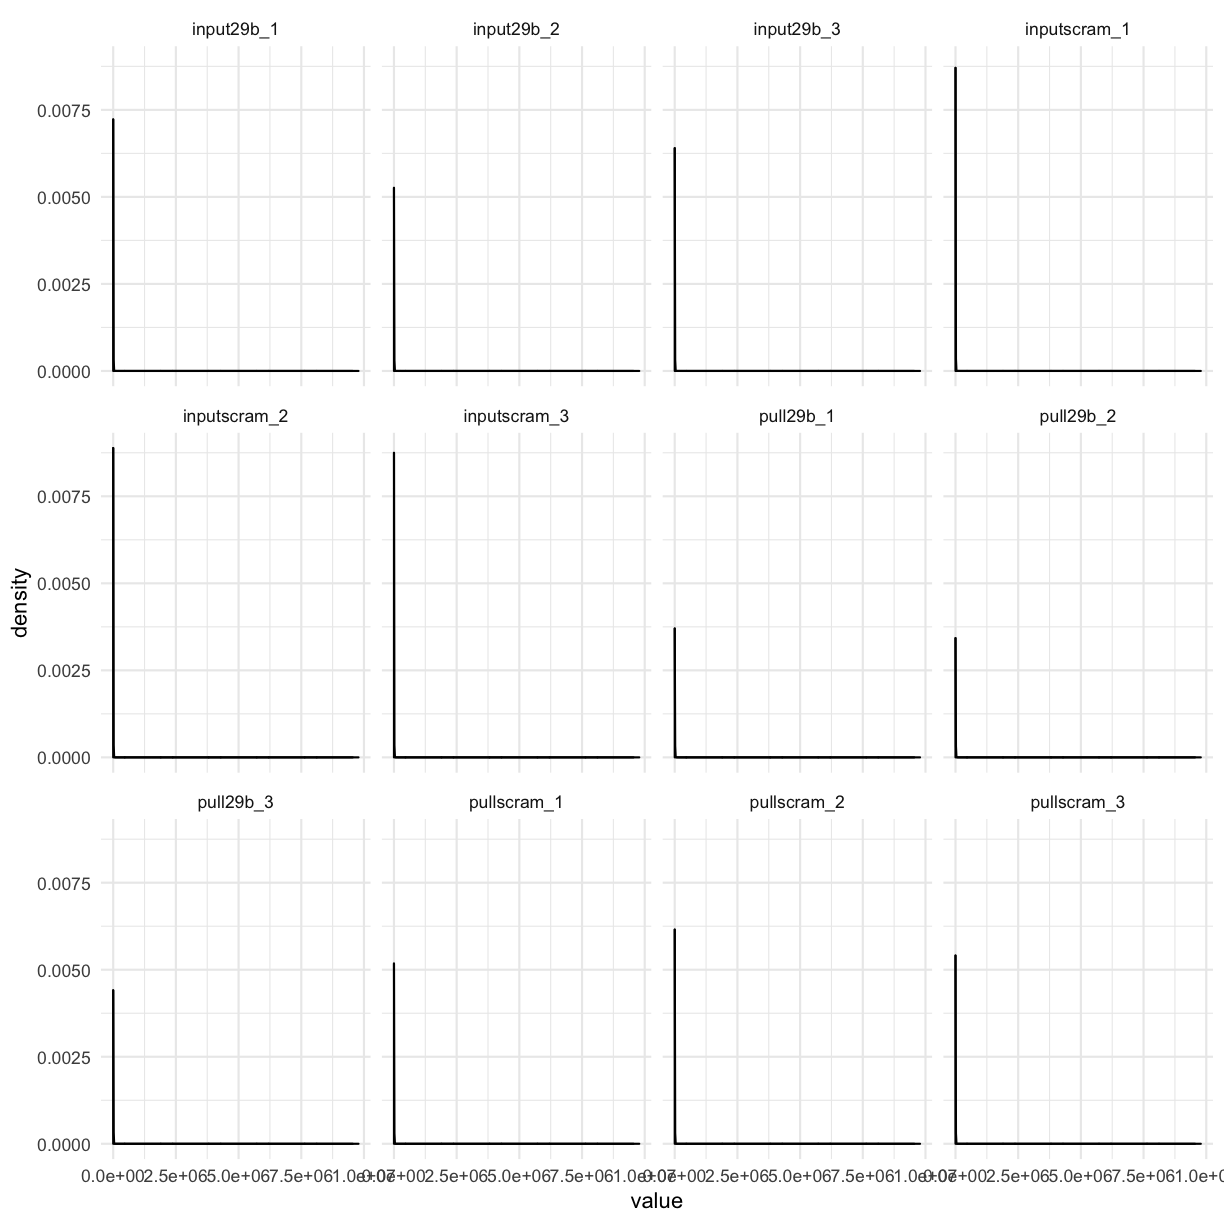 input29b_1 input29b_2 input29b_3 inputscram_1
0.0075
0.0050
0.0025
0.0000
inputscram_2 inputscram_3 pull29b_1 pull29b_2
0.0075
0.0050
0.0025
0.0000
density
pull29b_3 pullscram_1 pullscram_2 pullscram_3
0.0075
0.0050
0.0025
0.0000
value